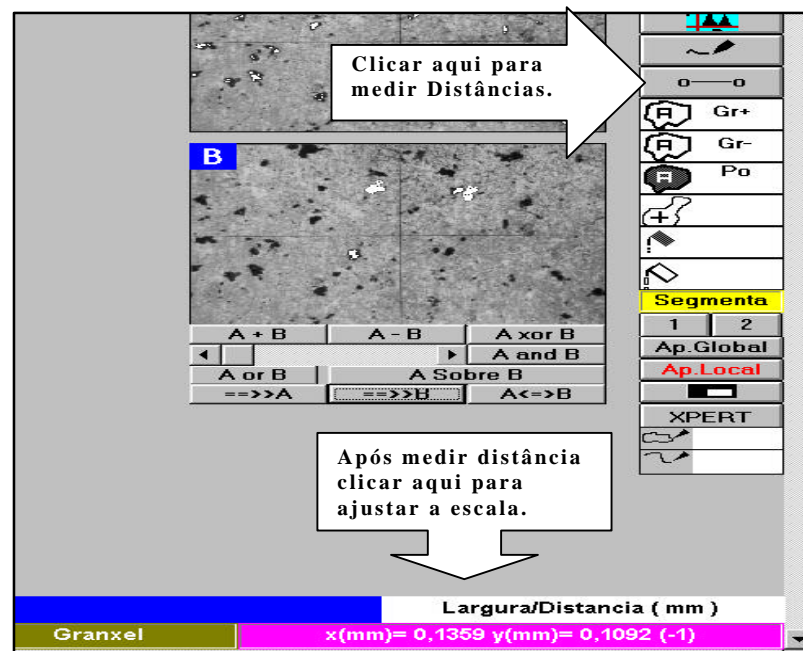 Clicar aqui para
medir Distâncias.
o—o
A Gr+
A Gr-
B
A Po
Segmenta
A + B A - B A xor B
1 2
A and B
Ap.Global
A or B A Sobre B
Ap.Local
==>>A ==>>B A<=>B
XPERT
Após medir distância
clicar aqui para
ajustar a escala.
Largura/Distancia ( mm )
Granxel x(mm)= 0,1359 y(mm)= 0,1092 (-1)